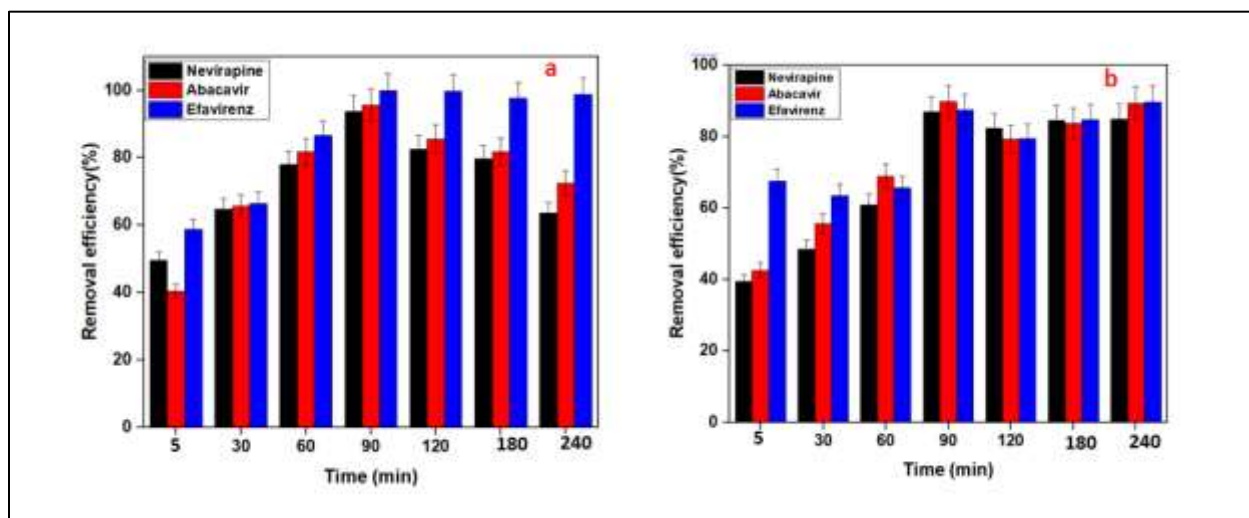 a
Nevirapine
Abacavir
Efavirenz
Removal efficiency(%)
100
80
60
40
20
0
5 30 60 90 120 180 240
Time (min)
b
Nevirapine
Abacavir
Efavirenz
Removal efficiency(%)
100
80
60
40
20
0
5 30 60 90 120 180 240
Time (min)